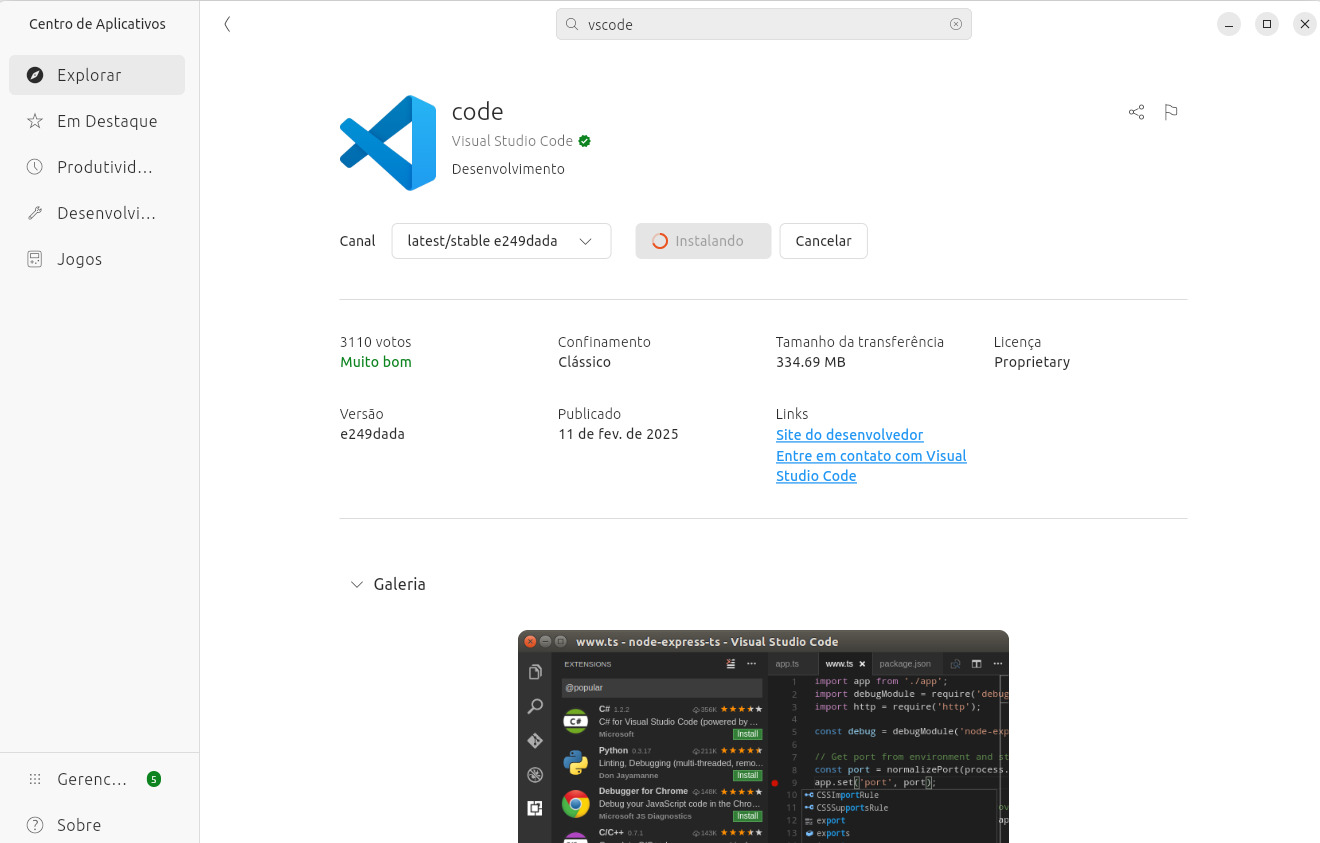 Centro de Aplicativos
vscode
Explorar
Em Destaque
Produtivid...
Desenvolvi...
Jogos
Gerenc... 5
Sobre
code
Visual Studio Code
Desenvolvimento
Canal latest/stable e249dada Instalando Cancelar
3110 votos Confinamento Tamanho da transferência Licença
Muito bom Clássico 334.69 MB Proprietary
Versão Publicado Links
e249dada 11 de fev. de 2025 Site do desenvolvedor
Entre em contato com Visual
Studio Code
Galeria
www.ts - node-express-ts - Visual Studio Code
EXTENSIONS
@popular
C# 1.2.2 356K
C# for Visual Studio Code (powered by ...
Microsoft Install
Python 0.3.17 211K
Linting, Debugging (multi-threaded, remo...
Don Jayamanne Install
Debugger for Chrome 148K
Debug your JavaScript code in the Chro...
Microsoft JS Diagnostics Install
C/C++ 0.7.1 143K
app.ts www.ts package.json
1 import app from './app';
2 import debugModule = require('debug
3 import http = require('http');
4
5 const debug = debugModule('node-exp
6
7 // Get port from environment and st
8 const port = normalizePort(process.
9 app.set('port', port);
10 CSSImportRule
11 CSSSupportsRule ov
12 export ap
13 exports